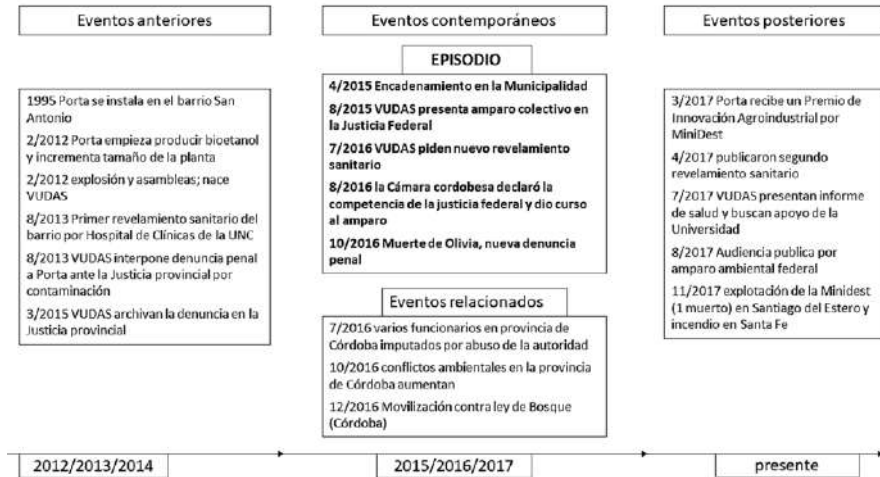 Eventos anteriores
1995 Porta se instala en el barrio San
Antonio
2/2012 Porta empieza producir bioetanol
y incrementa tamaño de la planta
2/2012 explosión y asambleas; nace
VUDAS
8/2013 Primer revelamiento sanitario del
barrio por Hospital de Clínicas de la UNC
8/2013 VUDAS interpone denuncia penal
a Porta ante la Justicia provincial por
contaminación
3/2015 VUDAS archivan la denuncia en la
Justicia provincial
Eventos contemporáneos
EPISODIO
4/2015 Encadenamiento en la Municipalidad
8/2015 VUDAS presenta amparo colectivo en
la Justicia Federal
7/2016 VUDAS piden nuevo revelamiento
sanitario
8/2016 la Cámara cordobesa declaró la
competencia de la justicia federal y dio curso
al amparo
10/2016 Muerte de Olivia, nueva denuncia
penal
Eventos relacionados
7/2016 varios funcionarios en provincia de
Córdoba imputados por abuso de la autoridad
10/2016 conflictos ambientales en la provincia
de Córdoba aumentan
12/2016 Movilización contra ley de Bosque
(Córdoba)
Eventos posteriores
3/2017 Porta recibe un Premio de
Innovación Agroindustrial por
MiniDest
4/2017 publicaron segundo
revelamiento sanitario
7/2017 VUDAS presentan informe
de salud y buscan apoyo de la
Universidad
8/2017 Audiencia publica por
amparo ambiental federal
11/2017 explotación de la Minidest
(1 muerto) en Santiago del Estero y
incendio en Santa Fe
2012/2013/2014
2015/2016/2017
presente